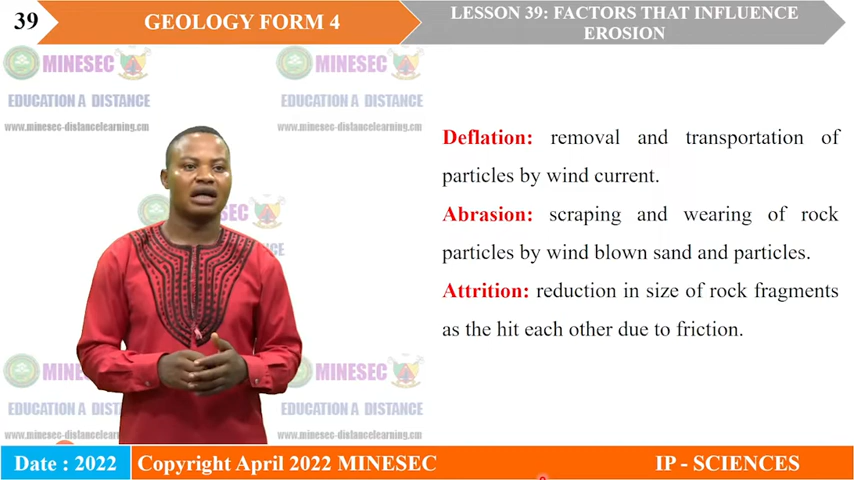 39
GEOLOGY FORM 4
LESSON 39: FACTORS THAT INFLUENCE
EROSION
MINESEC
MINESEC
EDUCATION A DISTANCE
EDUCATION A DISTANCE
www.minesec-distancelearning.cm
www.minesec-distancelearning.cm
Deflation: removal and transportation of
particles by wind current.
Abrasion: scraping and wearing of rock
particles by wind blown sand and particles.
Attrition: reduction in size of rock fragments
as the hit each other due to friction.
MINESEC
EDUCATION A DISTANCE
www.minesec-distancelearning.cm
Date : 2022
Copyright April 2022 MINESEC
IP - SCIENCES